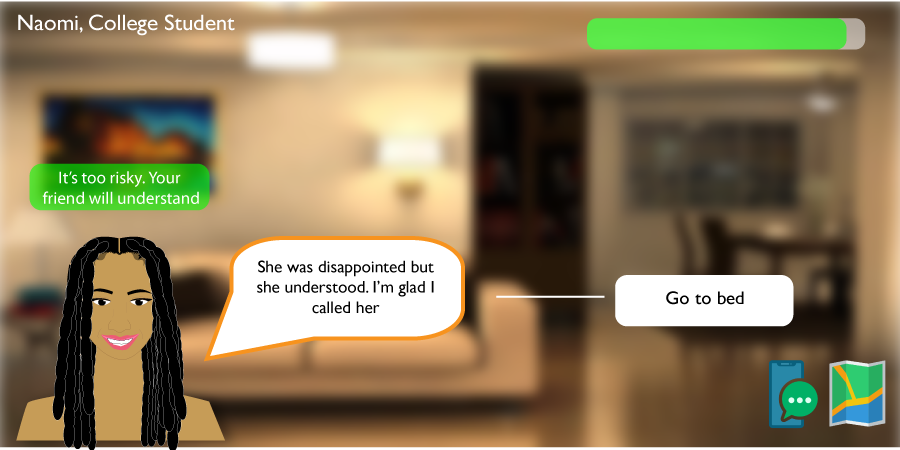 Naomi, College Student
It's too risky. Your
friend will understand
She was disappointed but
she understood. I'm glad I
called her
Go to bed